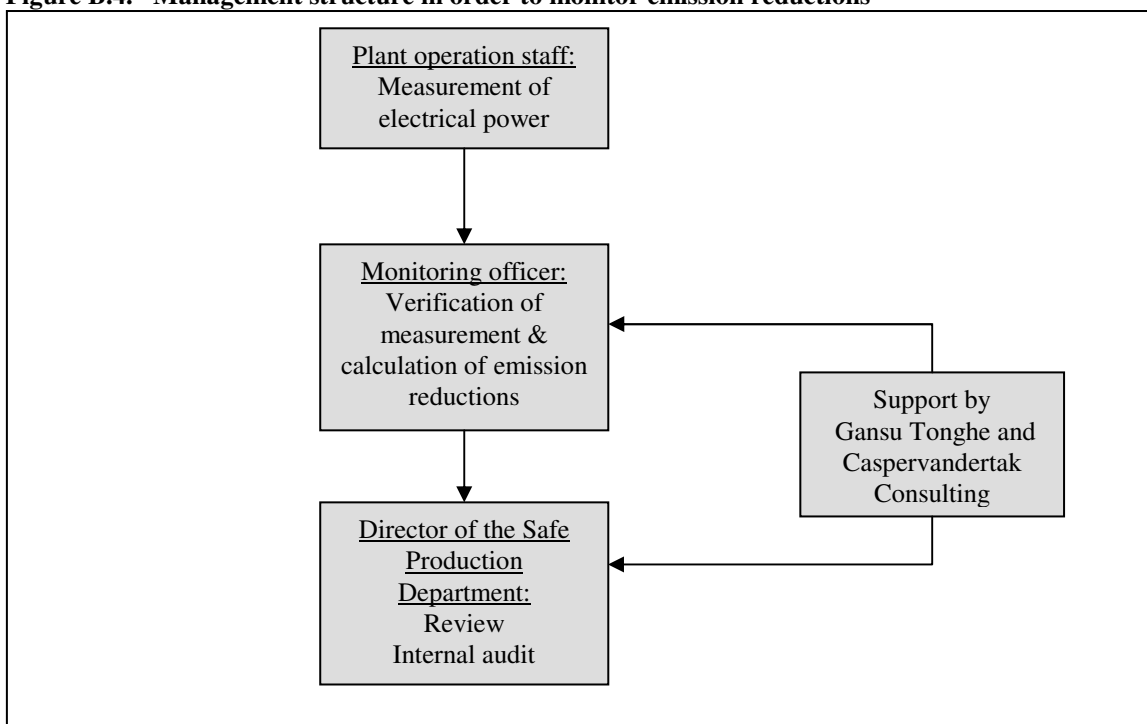 Figure B.4. Management structure in order to monitor emission reductions
Plant operation staff:
Measurement of
electrical power
Monitoring officer:
Verification of
measurement &
calculation of emission
reductions
Support by
Gansu Tonghe and
Caspervandertak
Consulting
Director of the Safe
Production
Department:
Review
Internal audit